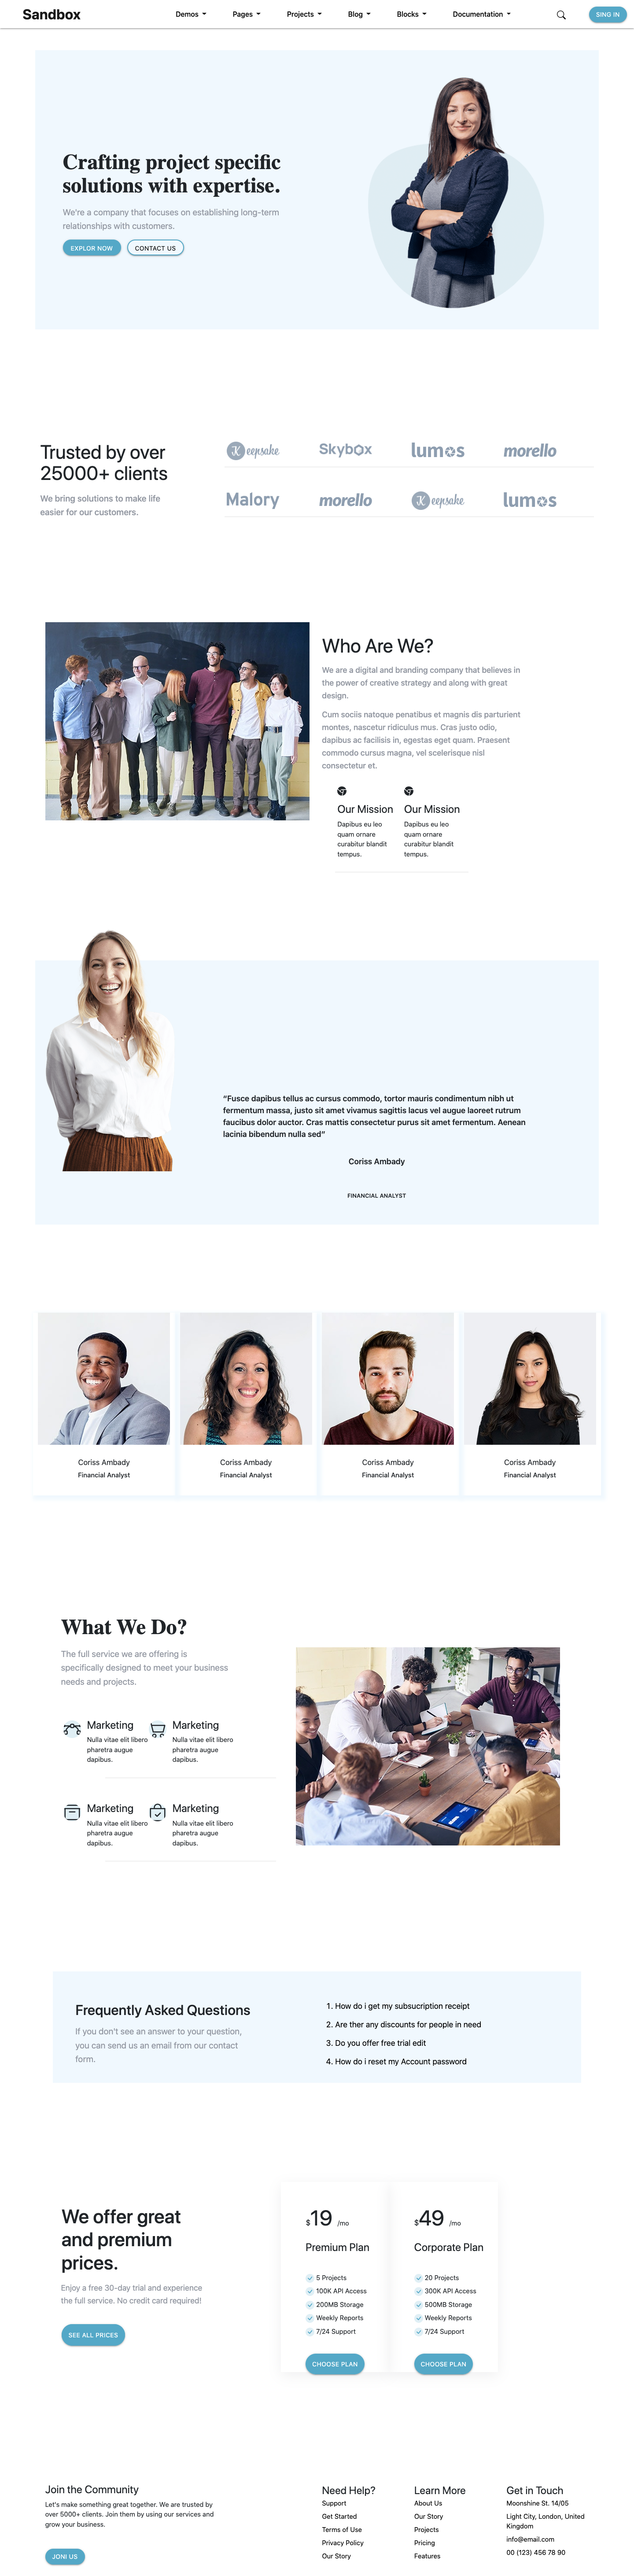 Sandbox
Demos
Pages
Projects
Blog
Blocks
Documentation
SING IN
Crafting project specific
solutions with expertise.
We're a company that focuses on establishing long-term
relationships with customers.
EXPLOR NOW
CONTACT US
Trusted by over
25000+ clients
We bring solutions to make life
easier for our customers.
Keepsake
Skybox
lumos
morello
Malory
morello
Keepsake
lumos
Who Are We?
We are a digital and branding company that believes in
the power of creative strategy and along with great
design.
Cum sociis natoque penatibus et magnis dis parturient
montes, nascetur ridiculus mus. Cras justo odio,
dapibus ac facilisis in, egestas eget quam. Praesent
commodo cursus magna, vel scelerisque nisl
consectetur et.
Our Mission
Dapibus eu leo
quam ornare
curabitur blandit
tempus.
Our Mission
Dapibus eu leo
quam ornare
curabitur blandit
tempus.
“Fusce dapibus tellus ac cursus commodo, tortor mauris condimentum nibh ut
fermentum massa, justo sit amet vivamus sagittis lacus vel augue laoreet rutrum
faucibus dolor auctor. Cras mattis consectetur purus sit amet fermentum. Aenean
lacinia bibendum nulla sed”
Coriss Ambady
FINANCIAL ANALYST
Coriss Ambady
Financial Analyst
Coriss Ambady
Financial Analyst
Coriss Ambady
Financial Analyst
Coriss Ambady
Financial Analyst
What We Do?
The full service we are offering is
specifically designed to meet your business
needs and projects.
Marketing
Nulla vitae elit libero
pharetra augue
dapibus.
Marketing
Nulla vitae elit libero
pharetra augue
dapibus.
Marketing
Nulla vitae elit libero
pharetra augue
dapibus.
Marketing
Nulla vitae elit libero
pharetra augue
dapibus.
Frequently Asked Questions
If you don't see an answer to your question,
you can send us an email from our contact
form.
1. How do i get my subsucription receipt
2. Are ther any discounts for people in need
3. Do you offer free trial edit
4. How do i reset my Account password
We offer great
and premium
prices.
Enjoy a free 30-day trial and experience
the full service. No credit card required!
SEE ALL PRICES
$19 /mo
Premium Plan
5 Projects
100K API Access
200MB Storage
Weekly Reports
7/24 Support
CHOOSE PLAN
$49 /mo
Corporate Plan
20 Projects
300K API Access
500MB Storage
Weekly Reports
7/24 Support
CHOOSE PLAN
Join the Community
Let's make something great together. We are trusted by
over 5000+ clients. Join them by using our services and
grow your business.
JONI US
Need Help?
Support
Get Started
Terms of Use
Privacy Policy
Our Story
Learn More
About Us
Our Story
Projects
Pricing
Features
Get in Touch
Moonshine St. 14/05
Light City, London, United
Kingdom
info@email.com
00 (123) 456 78 90